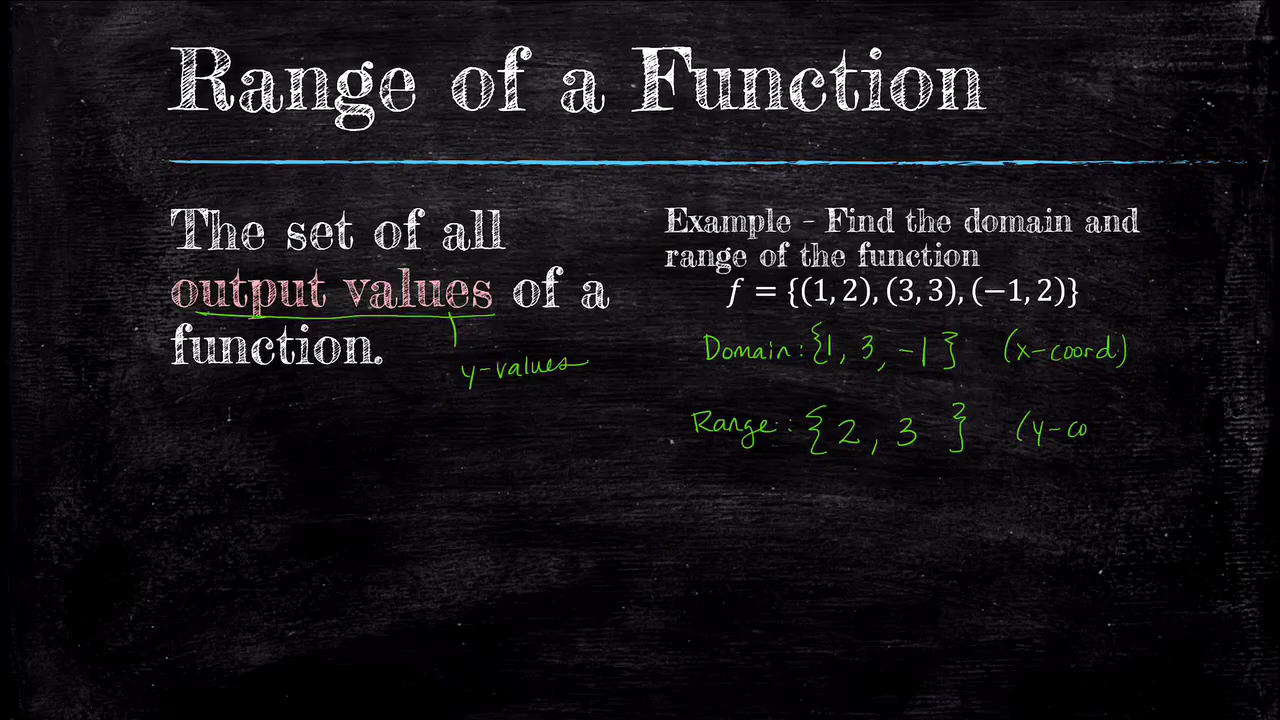 Range of a Function
The set of all
output values of a
function.
y-values
Example - Find the domain and
range of the function
f = {(1, 2), (3, 3), (−1, 2)}
Domain: {1, 3, -1} (x-coord)
Range: {2, 3} (y-co